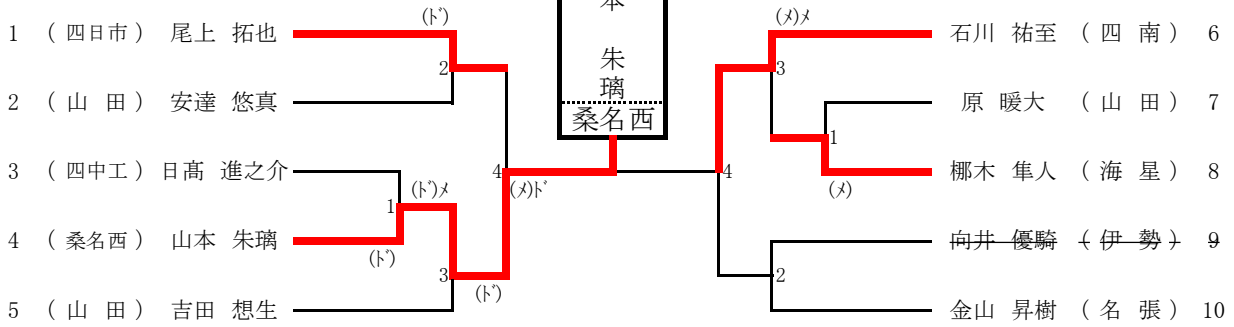 (ド)
1 ( 四日市 ) 尾上 拓也
2
2 ( 山 田 ) 安達 悠真
3 ( 四中工 ) 日髙 進之介
1
(ド)メ
4 ( 桑名西 ) 山本 朱璃
(ド)
3
(ド)
5 ( 山 田 ) 吉田 想生
4
(メ)ド
本 朱璃
桑名西
(メ)メ
石川 祐至 ( 四 南 ) 6
3
原 暖大 ( 山 田 ) 7
1
梛木 隼人 ( 海 星 ) 8
(メ)
4
向井 優騎 ( 伊 勢 ) 9
2
金山 昇樹 ( 名 張 ) 10